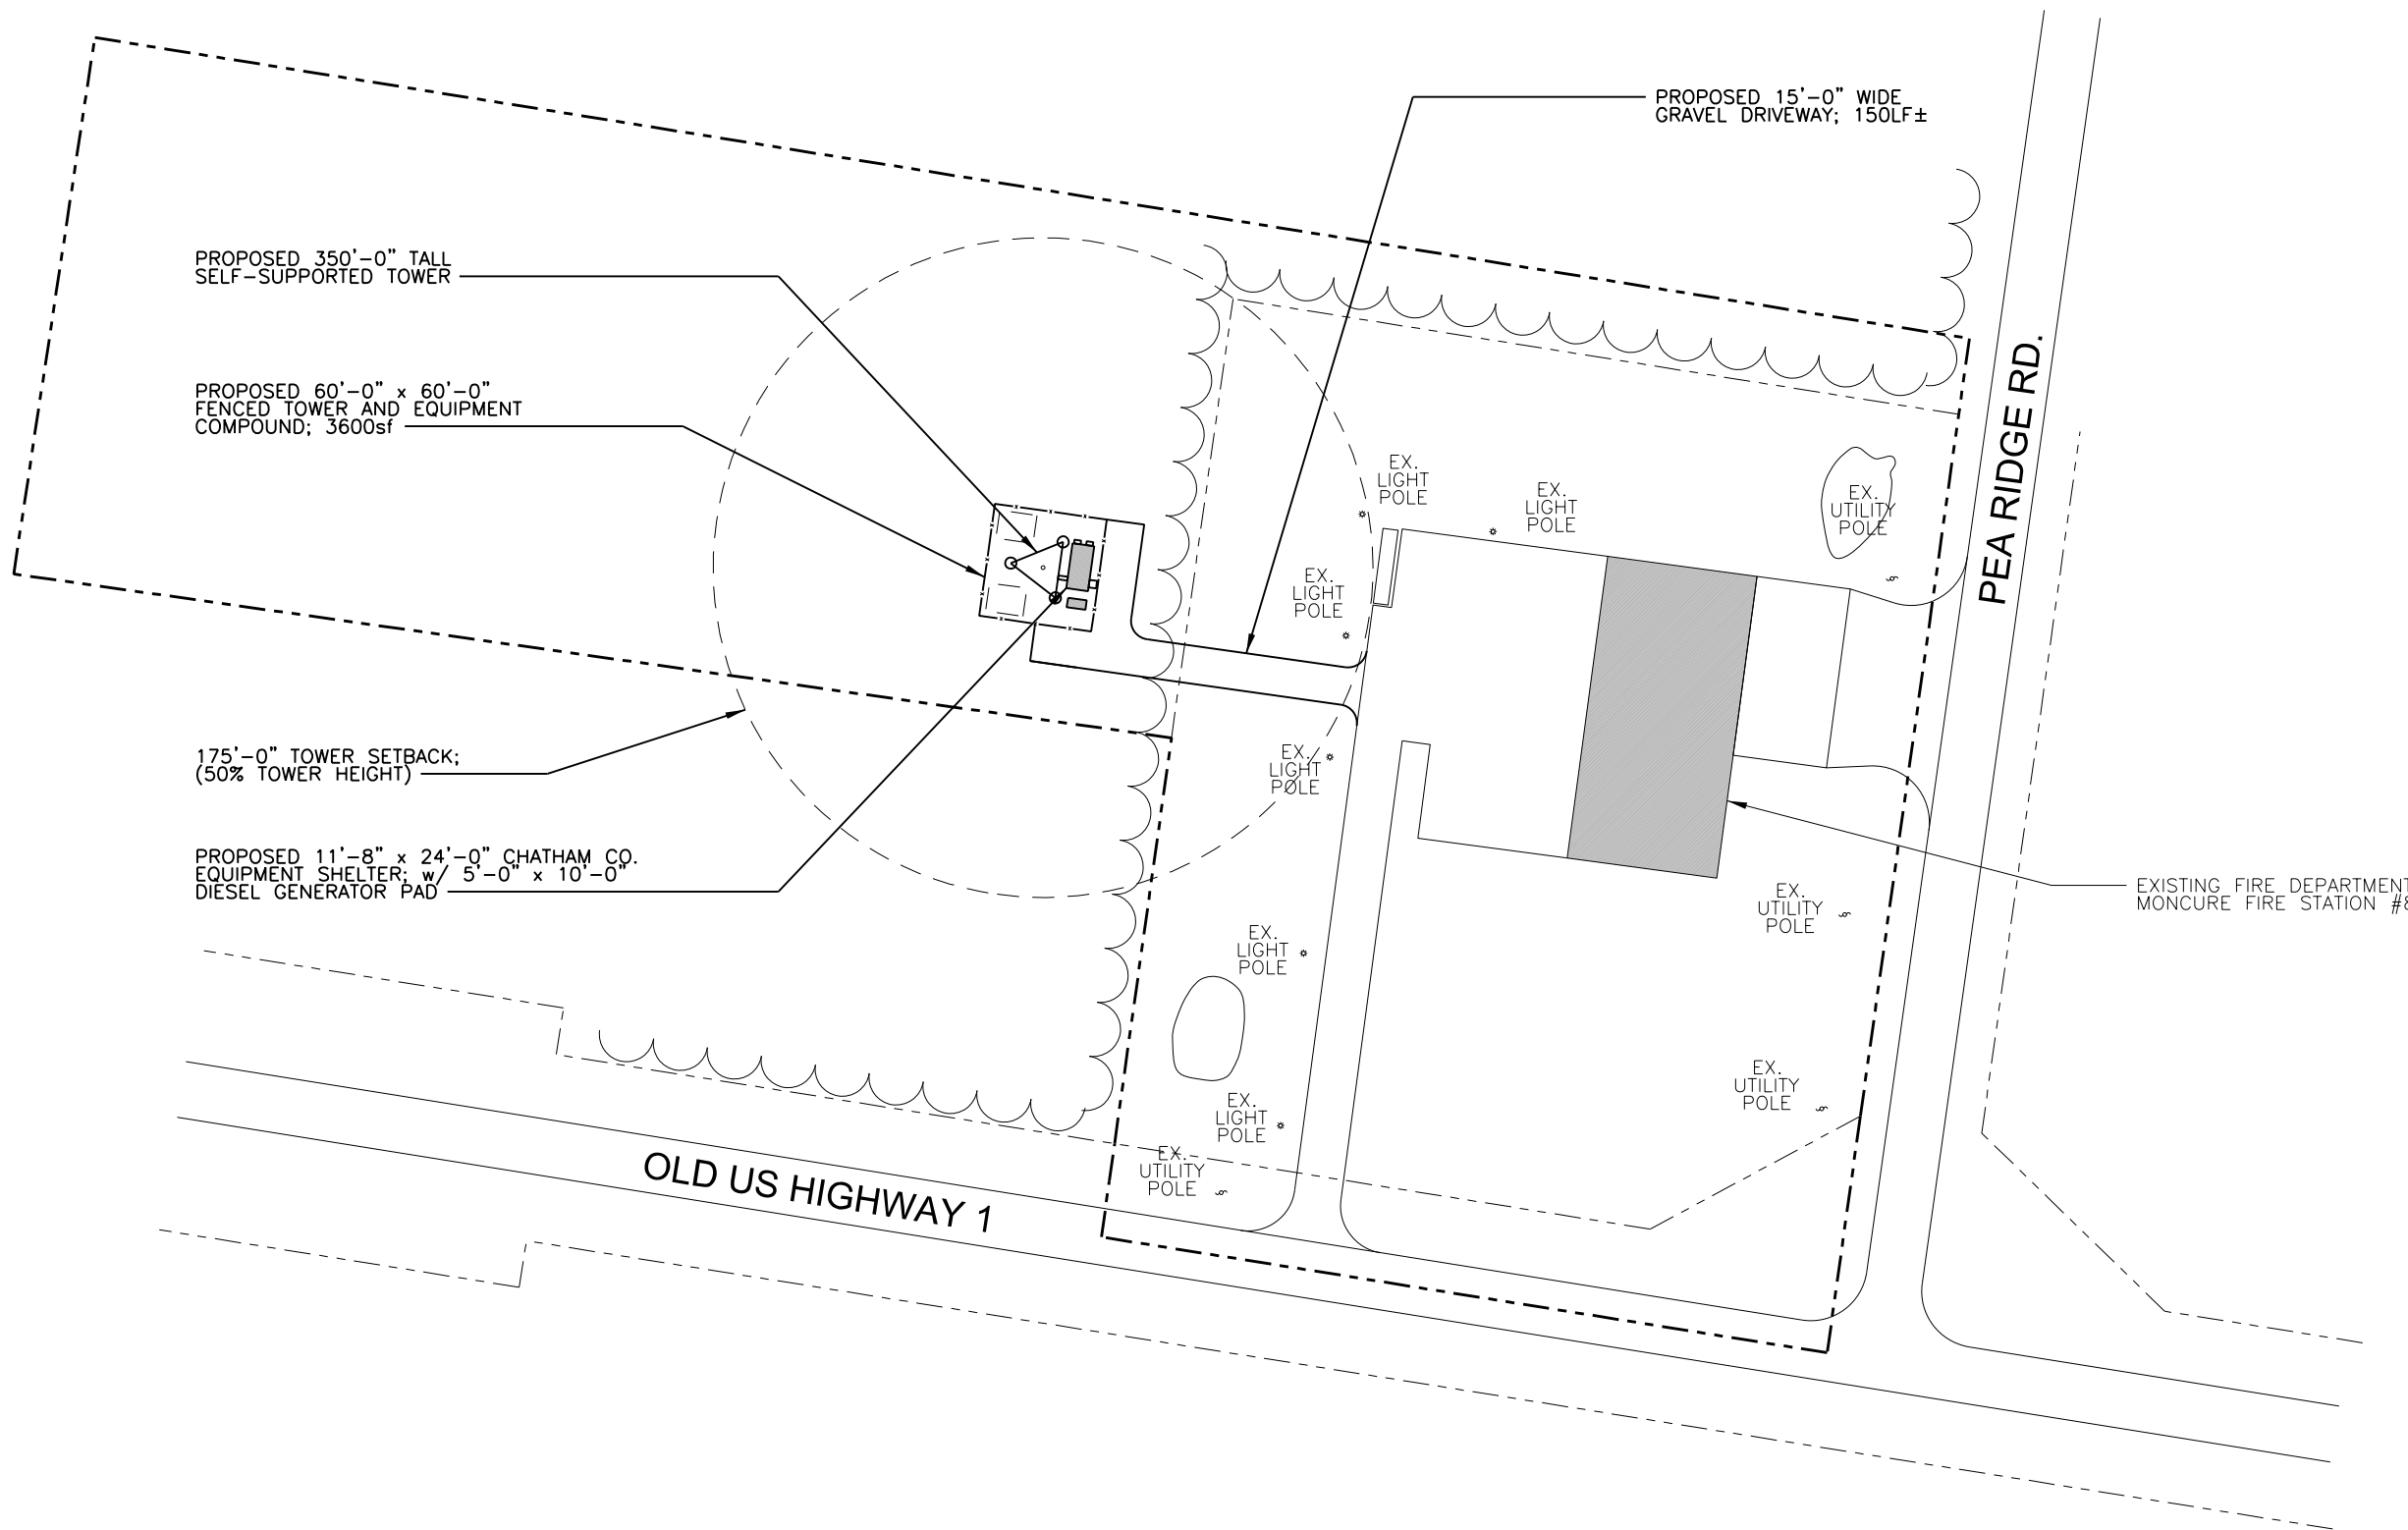 PROPOSED 15'-0" WIDE
GRAVEL DRIVEWAY; 150LF±
PROPOSED 350'-0" TALL
SELF-SUPPORTED TOWER
PROPOSED 60'-0" x 60'-0"
FENCED TOWER AND EQUIPMENT
COMPOUND; 3600sf
175'-0" TOWER SETBACK;
(50% TOWER HEIGHT)
PROPOSED 11'-8" x 24'-0" CHATHAM CO.
EQUIPMENT SHELTER; w/ 5'-0" x 10'-0"
DIESEL GENERATOR PAD
EX.
LIGHT
POLE
EX.
LIGHT
POLE
EX.
UTILITY
POLE
EX.
LIGHT
POLE
EX.
LIGHT
POLE
EX.
LIGHT
POLE
EX.
LIGHT
POLE
EX.
UTILITY
POLE
EX.
UTILITY
POLE
EX.
UTILITY
POLE
PEA RIDGE RD.
EXISTING FIRE DEPARTMENT
MONCURE FIRE STATION #8
OLD US HIGHWAY 1